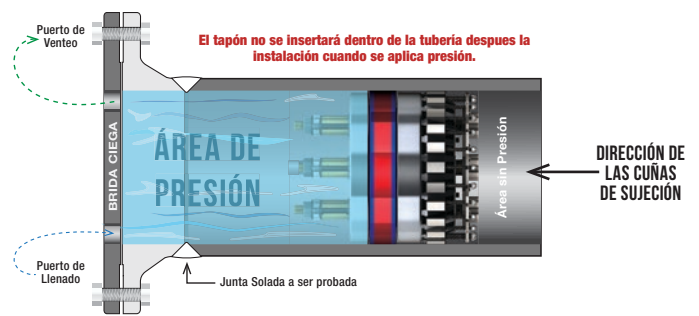 Puerto de
Venteo
El tapón no se insertará dentro de la tubería despues la
instalación cuando se aplica presión.
BRIDA CIEGA
ÁREA DE
PRESIÓN
Área sin Presión
DIRECCIÓN DE
LAS CUÑAS
DE SUJECIÓN
Puerto de
Llenado
Junta Solada a ser probada